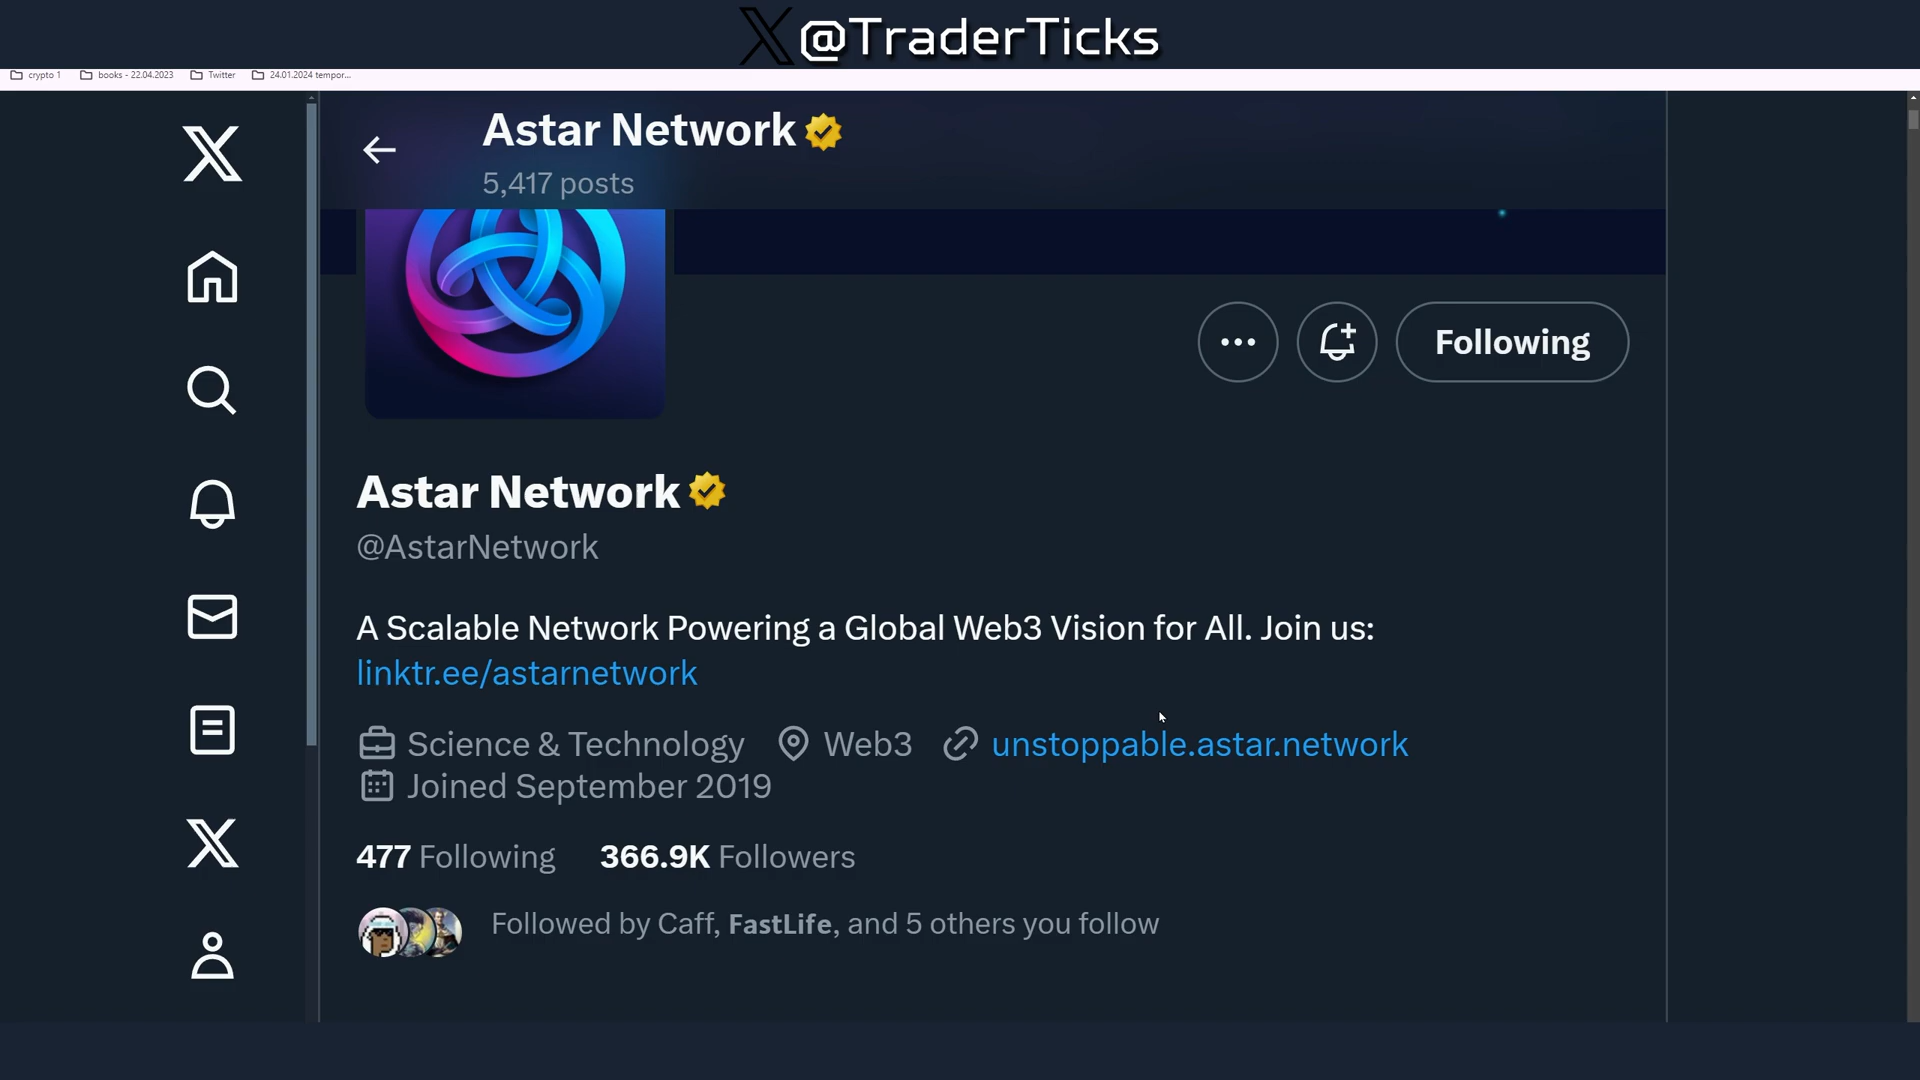 @TraderTicks
crypto 1 books - 22.04.2023 Twitter 24.01.2024 tempor...
Astar Network
5,417 posts
Following
Astar Network
@AstarNetwork
A Scalable Network Powering a Global Web3 Vision for All. Join us:
linktr.ee/astarnetwork
Science & Technology Web3 unstoppable.astar.network
Joined September 2019
477 Following 366.9K Followers
Followed by Caff, FastLife, and 5 others you follow